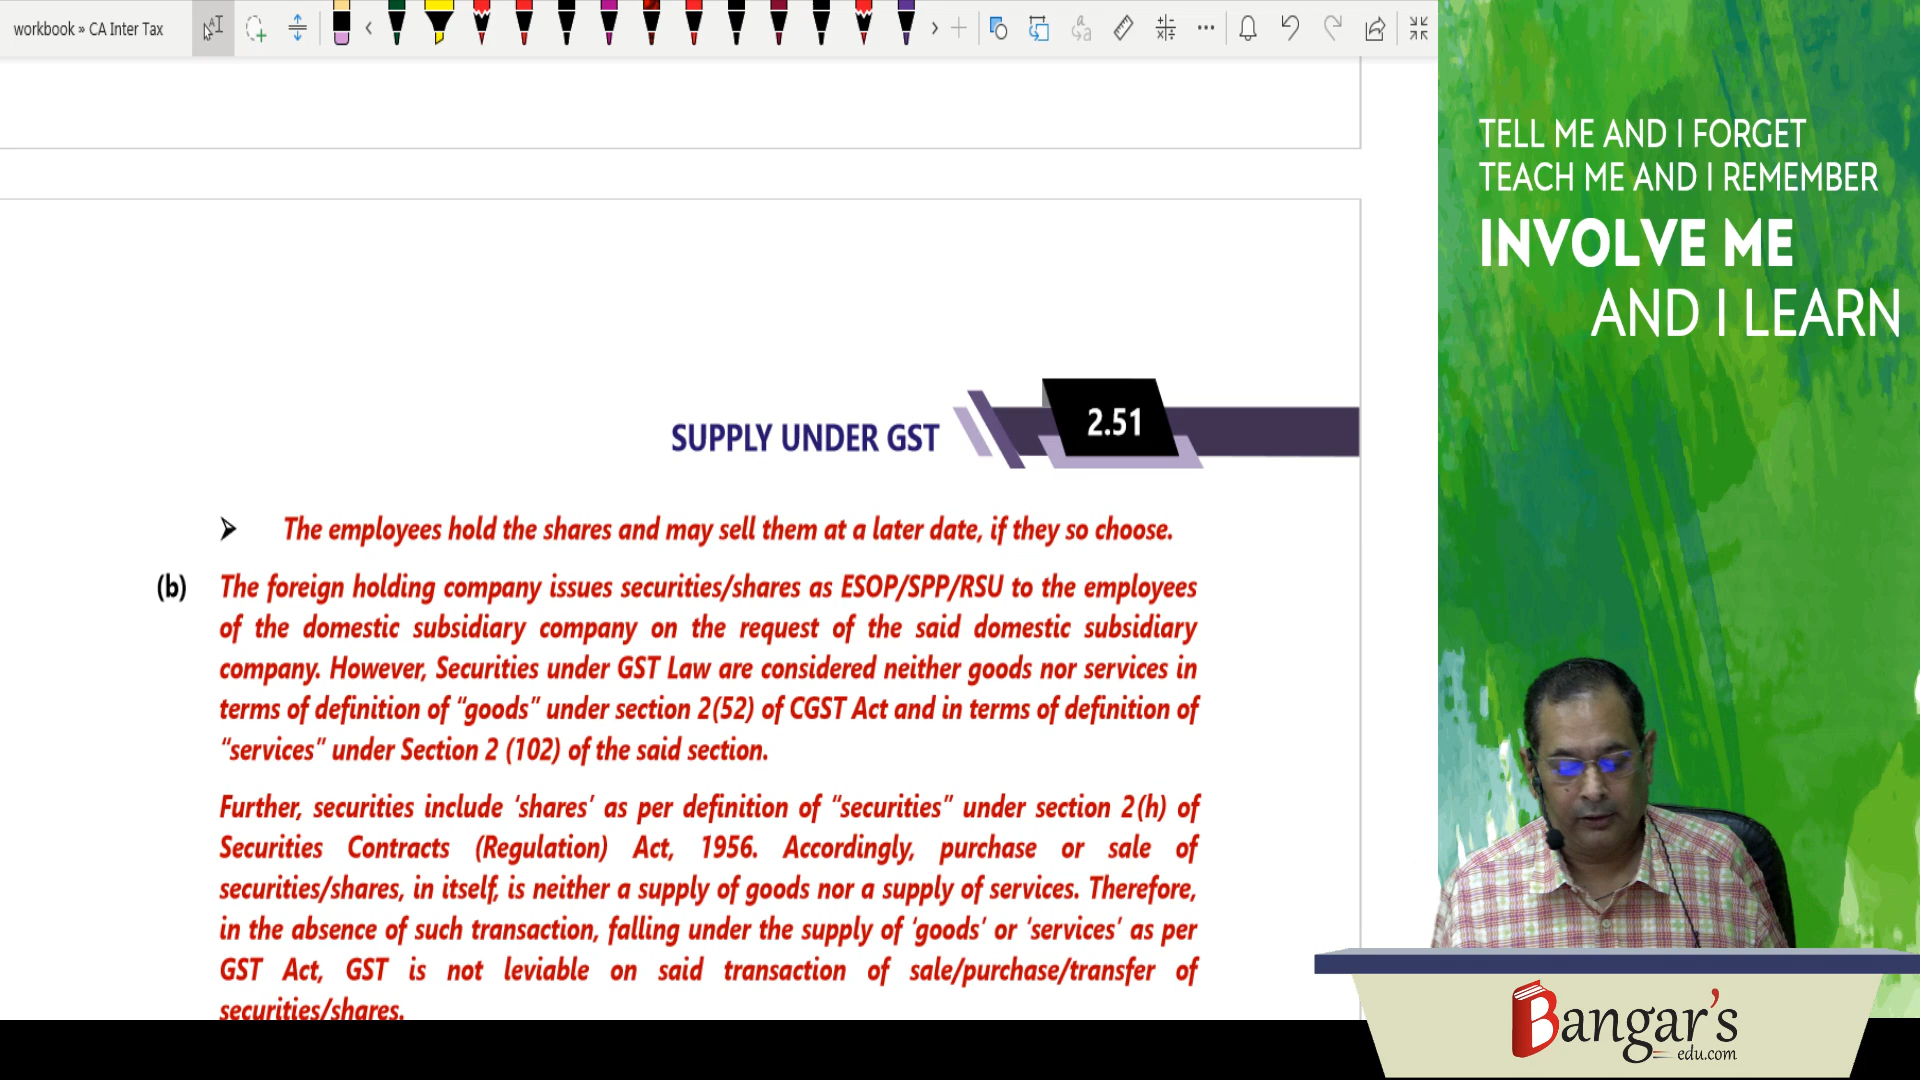 workbook » CA Inter Tax
TELL ME AND I FORGET
TEACH ME AND I REMEMBER
INVOLVE ME
AND I LEARN
SUPPLY UNDER GST
2.51
➤ The employees hold the shares and may sell them at a later date, if they so choose.
(b) The foreign holding company issues securities/shares as ESOP/SPP/RSU to the employees
of the domestic subsidiary company on the request of the said domestic subsidiary
company. However, Securities under GST Law are considered neither goods nor services in
terms of definition of “goods” under section 2(52) of CGST Act and in terms of definition of
“services” under Section 2 (102) of the said section.
Further, securities include ‘shares’ as per definition of “securities” under section 2(h) of
Securities Contracts (Regulation) Act, 1956. Accordingly, purchase or sale of
securities/shares, in itself, is neither a supply of goods nor a supply of services. Therefore,
in the absence of such transaction, falling under the supply of ‘goods’ or ‘services’ as per
GST Act, GST is not leviable on said transaction of sale/purchase/transfer of
securities/shares.
Bangar's
edu.com